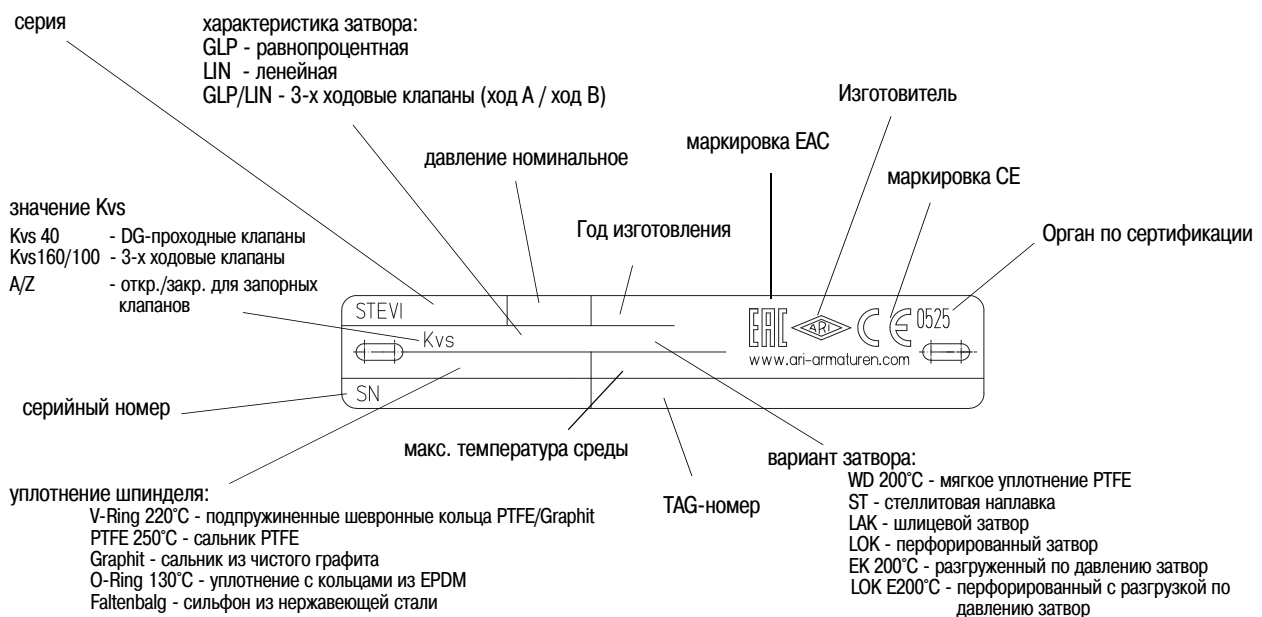 серия
характеристика затвора:
GLP - равнопроцентная
LIN - ленейная
GLP/LIN - 3-х ходовые клапаны (ход A / ход B)
Изготовитель
маркировка EAC
давление номинальное
маркировка CE
значение Kvs
Kvs 40 - DG-проходные клапаны
Kvs160/100 - 3-х ходовые клапаны
A/Z - откр./закр. для запорных
клапанов
Год изготовления
Орган по сертификации
STEVI
EAC ARI CE 0525
Kvs
www.ari-armaturen.com
SN
серийный номер
макс. температура среды
TAG-номер
уплотнение шпинделя:
V-Ring 220°C - подпружиненные шевронные кольца PTFE/Graphit
PTFE 250°C - сальник PTFE
Graphit - сальник из чистого графита
O-Ring 130°C - уплотнение с кольцами из EPDM
Faltenbalg - сильфон из нержавеющей стали
вариант затвора:
WD 200°C - мягкое уплотнение PTFE
ST - стеллитовая наплавка
LAK - шлицевой затвор
LOK - перфорированный затвор
EK 200°C - разгруженный по давлению затвор
LOK E200°C - перфорированный с разгрузкой по
давлению затвор